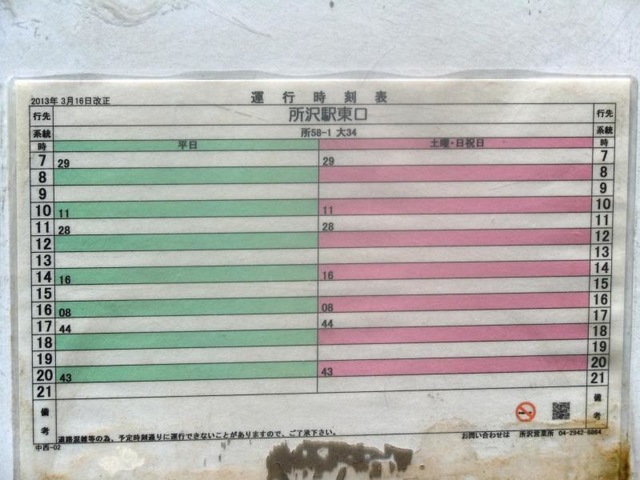 2013年 3月16日改正
運行時刻表
行先 所沢駅東口 行先
系統 所58-1 大34 系統
時 平日 土曜・日祝日 時
7 29 29 7
8 8
9 9
10 11 11 10
11 28 28 11
12 12
13 13
14 16 16 14
15 15
16 08 08 16
17 44 44 17
18 18
19 19
20 43 43 20
21 21
備考 備考
道路混雑等の為、予定時刻通りに運行できないことがありますので、ご了承下さい。
お問い合わせは 所沢営業所
中西-02